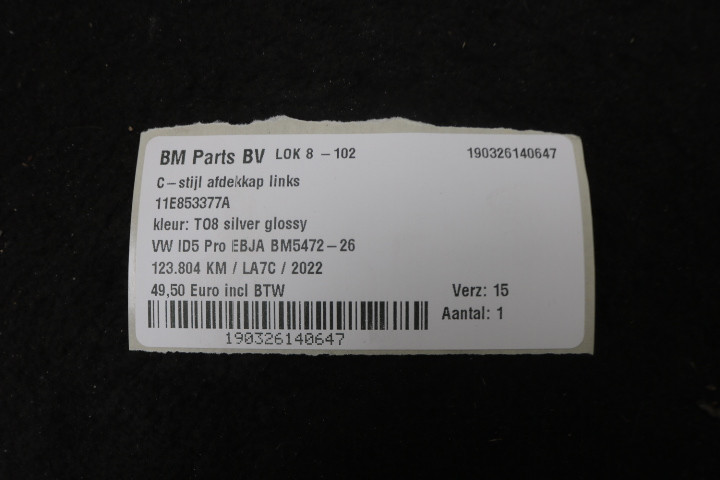 BM Parts BV LOK 8 - 102 190326140647
C-stijl afdekkap links
11E853377A
kleur: T08 silver glossy
VW ID5 Pro EBJA BM5472-26
123.804 KM / LA7C / 2022
49,50 Euro incl BTW Verz: 15
Aantal: 1
190326140647